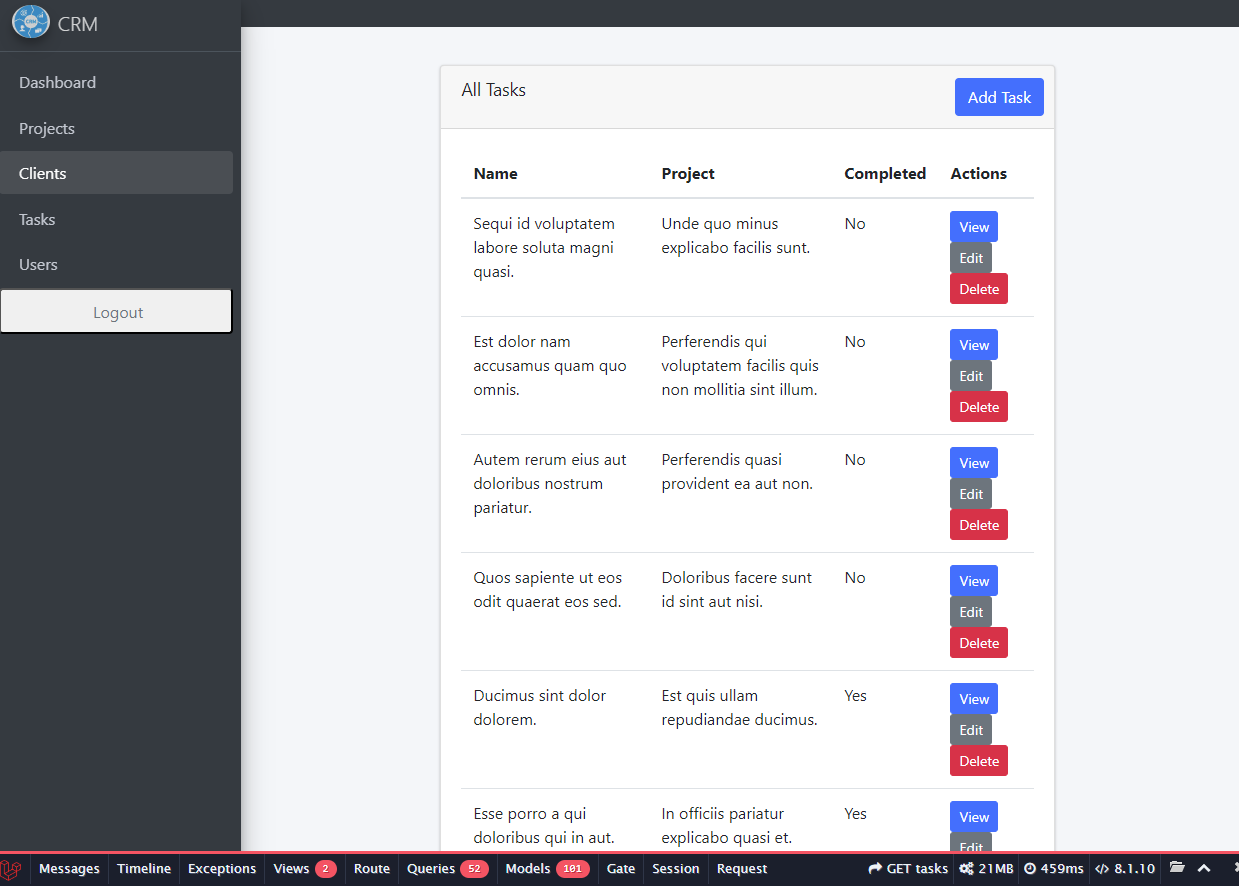 CRM
Dashboard
Projects
Clients
Tasks
Users
Logout
All Tasks
Add Task
Name Project Completed Actions
Sequi id voluptatem
labore soluta magni
quasi.
Unde quo minus
explicabo facilis sunt.
No
View
Edit
Delete
Est dolor nam
accusamus quam quo
omnis.
Perferendis qui
voluptatem facilis quis
non mollitia sint illum.
No
View
Edit
Delete
Autem rerum eius aut
doloribus nostrum
pariatur.
Perferendis quasi
provident ea aut non.
No
View
Edit
Delete
Quos sapiente ut eos
odit quaerat eos sed.
Doloribus facere sunt
id sint aut nisi.
No
View
Edit
Delete
Ducimus sint dolor
dolorem.
Est quis ullam
repudiandae ducimus.
Yes
View
Edit
Delete
Esse porro a qui
doloribus qui in aut.
In officiis pariatur
explicabo quasi et.
Yes
View
Edit
Messages Timeline Exceptions Views 2 Route Queries 52 Models 101 Gate Session Request GET tasks 21MB 459ms 8.1.10